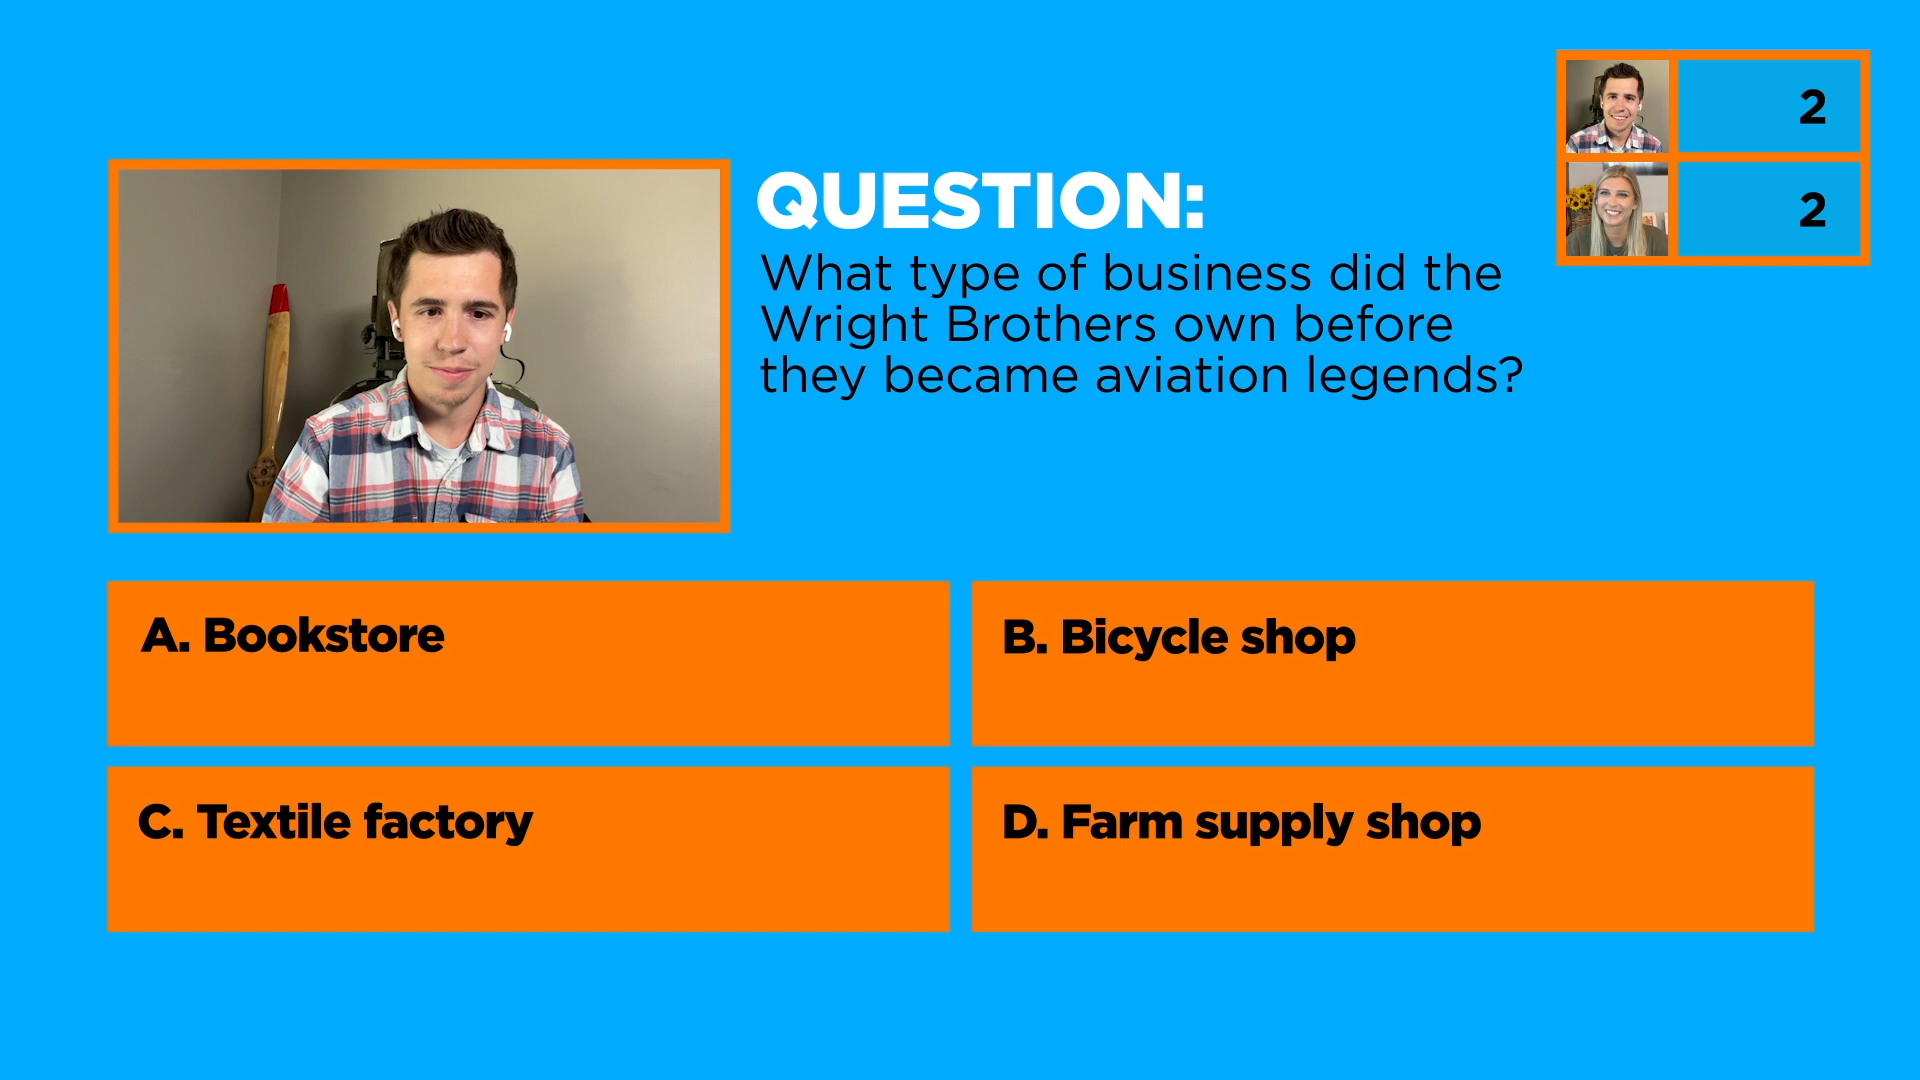 2
2
QUESTION:
What type of business did the
Wright Brothers own before
they became aviation legends?
A. Bookstore
B. Bicycle shop
C. Textile factory
D. Farm supply shop